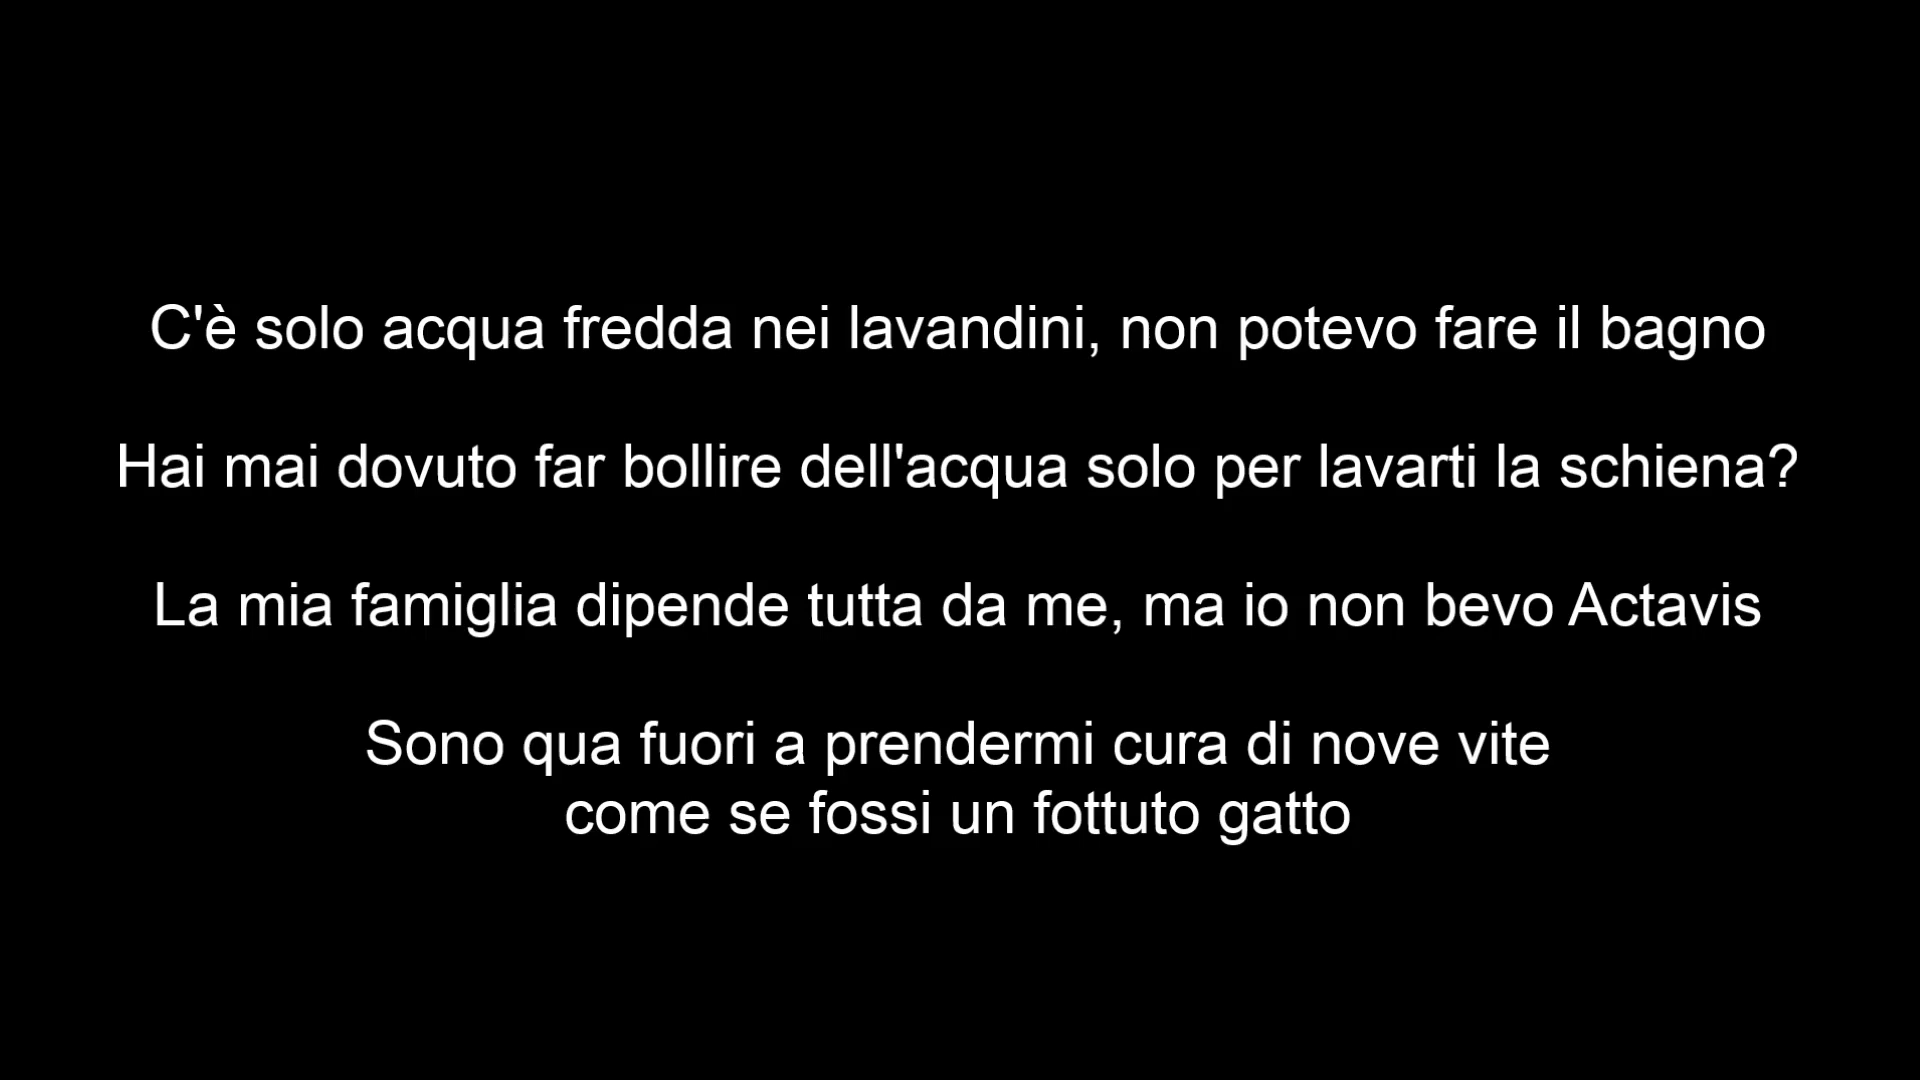 C'è solo acqua fredda nei lavandini, non potevo fare il bagno
Hai mai dovuto far bollire dell'acqua solo per lavarti la schiena?
La mia famiglia dipende tutta da me, ma io non bevo Actavis
Sono qua fuori a prendermi cura di nove vite
come se fossi un fottuto gatto